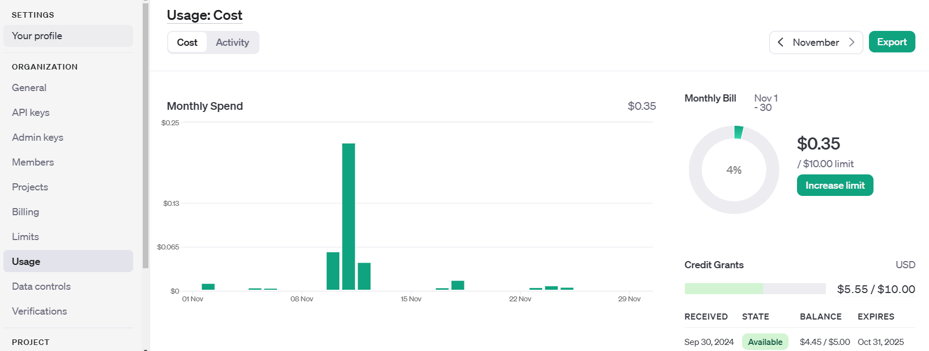 SETTINGS
Your profile
ORGANIZATION
General
API keys
Admin keys
Members
Projects
Billing
Limits
Usage
Data controls
Verifications
PROJECT
Usage: Cost
Cost Activity
November
Export
Monthly Spend $0.35
$0.25
$0.13
$0.065
$0
01 Nov 08 Nov 15 Nov 22 Nov 29 Nov
Monthly Bill Nov 1
- 30
4%
$0.35
/ $10.00 limit
Increase limit
Credit Grants USD
$5.55 / $10.00
RECEIVED STATE BALANCE EXPIRES
Sep 30, 2024 Available $4.45 / $5.00 Oct 31, 2025